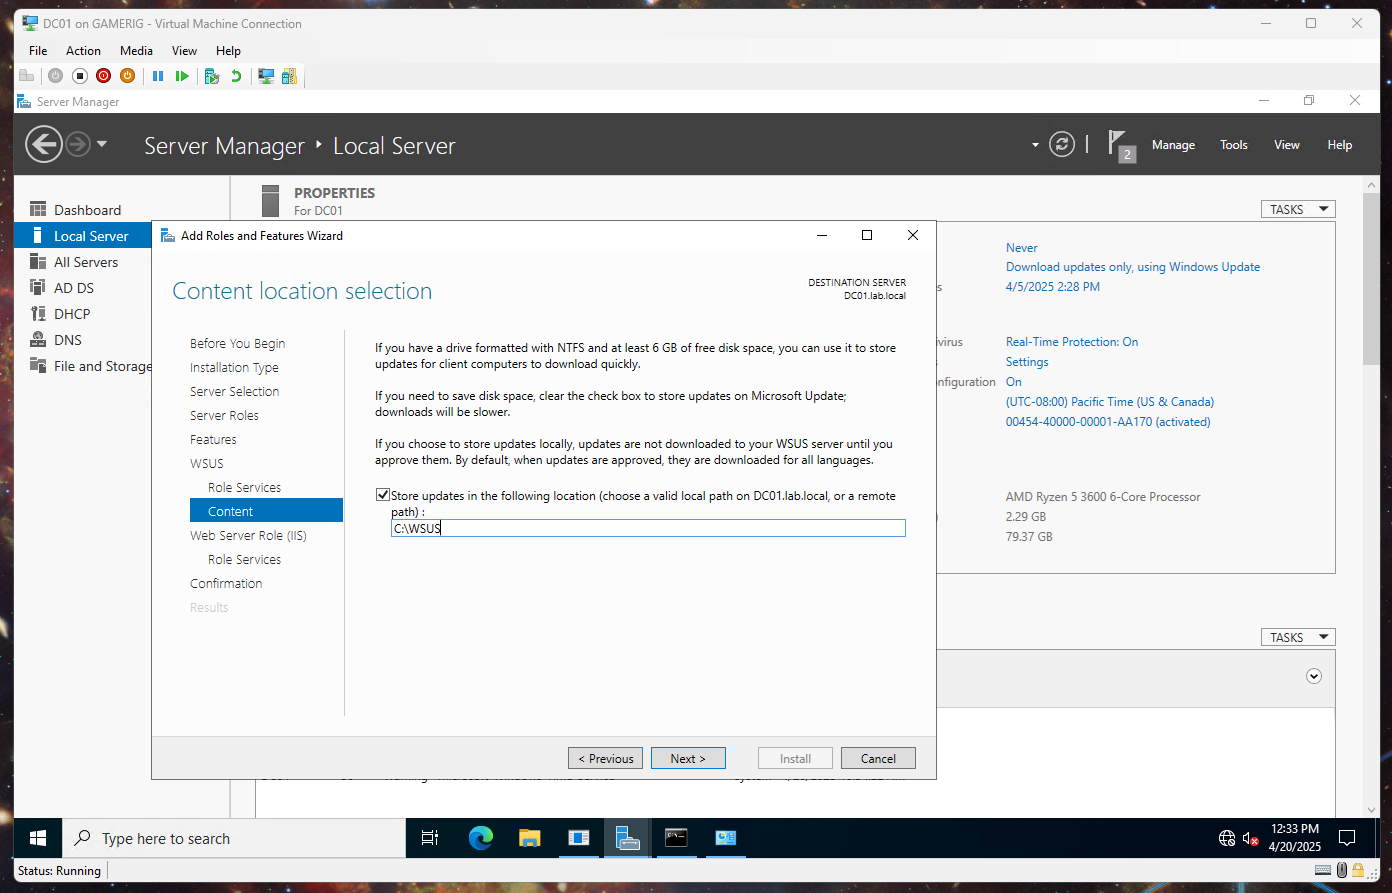 DC01 on GAMERIG - Virtual Machine Connection
File Action Media View Help
Server Manager
Server Manager Local Server
2
Manage Tools View Help
Dashboard
Local Server
All Servers
AD DS
DHCP
DNS
File and Storage
PROPERTIES
For DC01
TASKS
Never
Download updates only, using Windows Update
4/5/2025 2:28 PM
Real-Time Protection: On
Settings
nfiguration On
(UTC-08:00) Pacific Time (US & Canada)
00454-40000-00001-AA170 (activated)
AMD Ryzen 5 3600 6-Core Processor
2.29 GB
79.37 GB
TASKS
Add Roles and Features Wizard
Content location selection
DESTINATION SERVER
DC01.lab.local
Before You Begin
Installation Type
Server Selection
Server Roles
Features
WSUS
Role Services
Content
Web Server Role (IIS)
Role Services
Confirmation
Results
If you have a drive formatted with NTFS and at least 6 GB of free disk space, you can use it to store
updates for client computers to download quickly.
If you need to save disk space, clear the check box to store updates on Microsoft Update;
downloads will be slower.
If you choose to store updates locally, updates are not downloaded to your WSUS server until you
approve them. By default, when updates are approved, they are downloaded for all languages.
Store updates in the following location (choose a valid local path on DC01.lab.local, or a remote
path) :
C:\WSUS
< Previous Next > Install Cancel
Type here to search
12:33 PM
4/20/2025
Status: Running